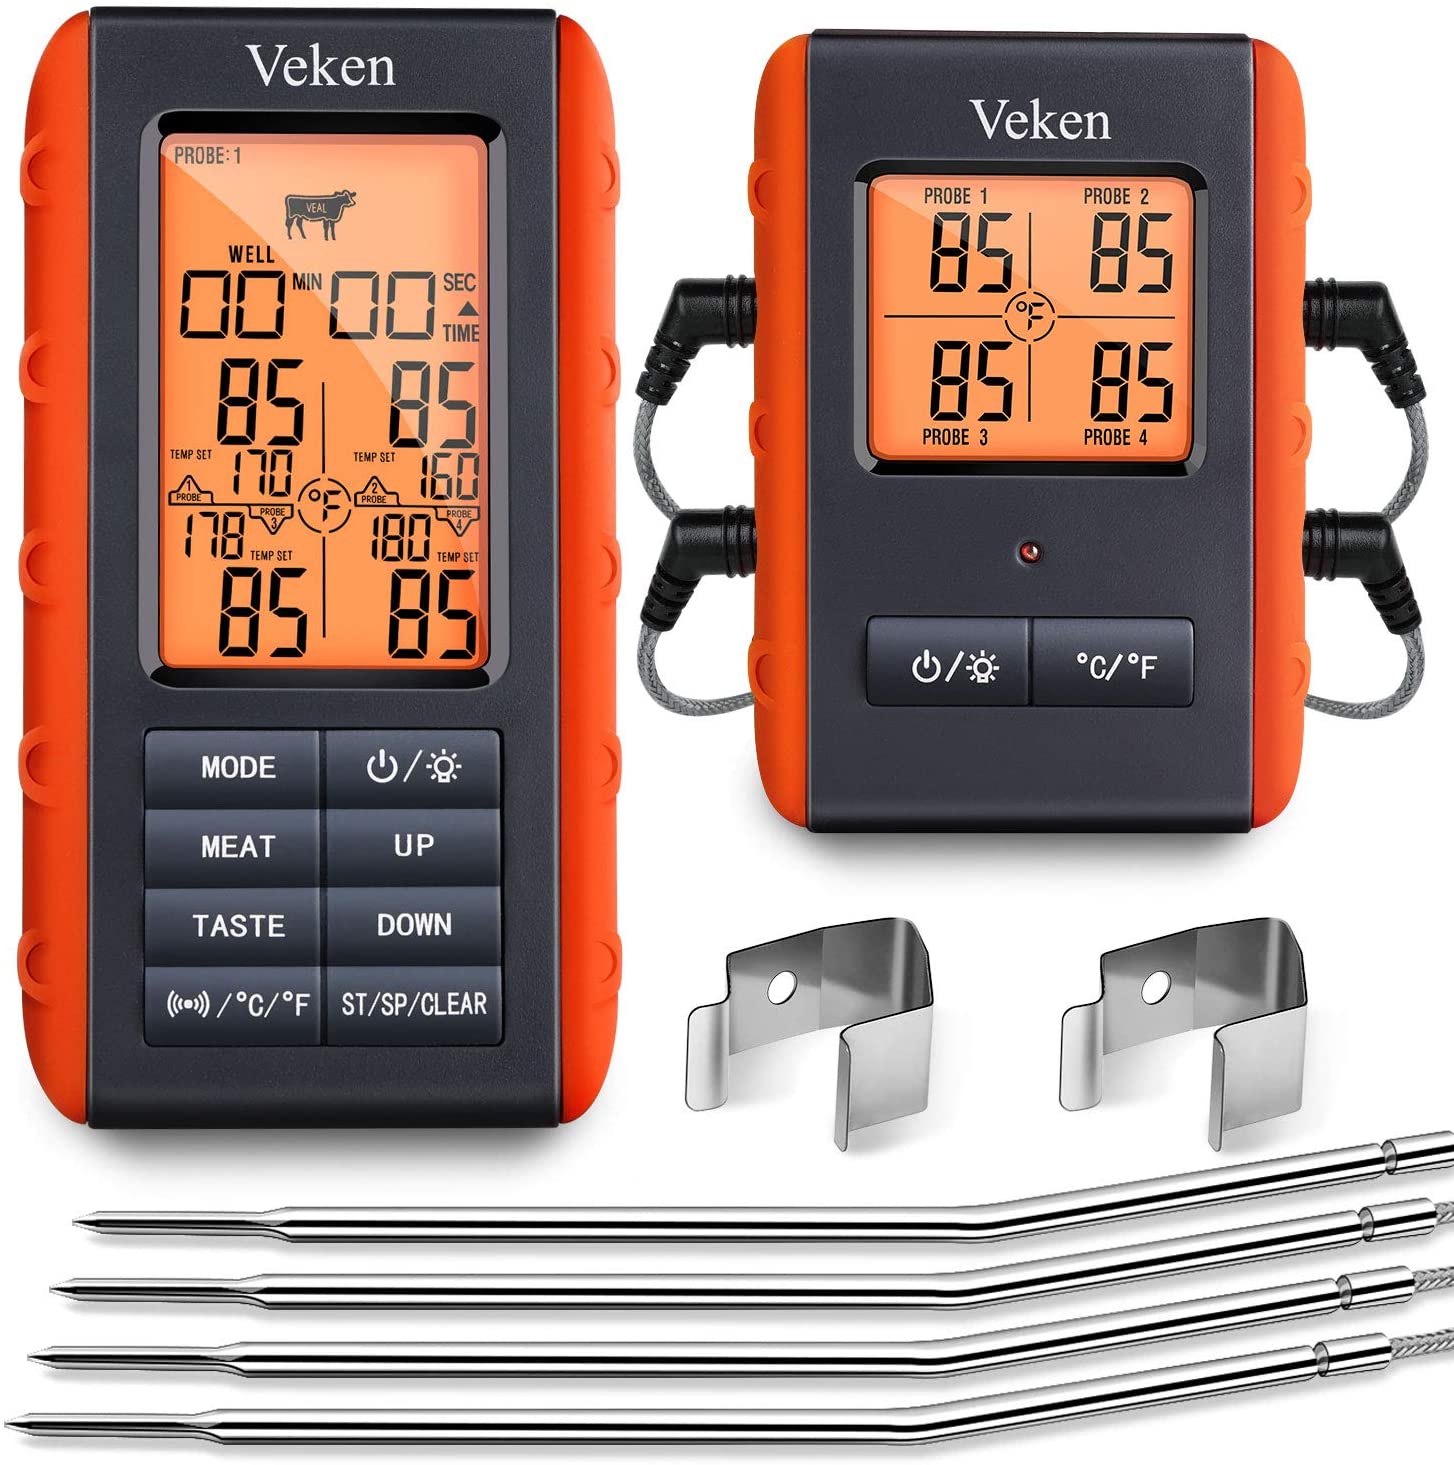 Veken
PROBE: 1
VEAL
WELL
00 MIN 00 SEC
TIME
85 85
TEMP SET 170 TEMP SET 160
1 PROBE 2 PROBE
°F
PROBE 3 PROBE 4
178 TEMP SET 180 TEMP SET
85 85
MODE
MEAT UP
TASTE DOWN
/°C/°F ST/SP/CLEAR
Veken
PROBE 1 PROBE 2
85 85
°F
85 85
PROBE 3 PROBE 4
/
°C/°F